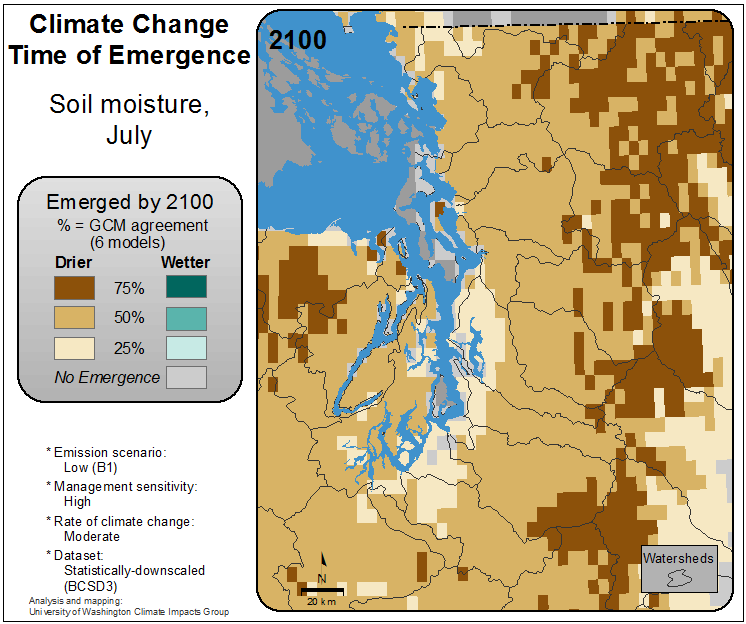 Climate Change
Time of Emergence
Soil moisture,
July
Emerged by 2100
% = GCM agreement
(6 models)
Drier Wetter
75%
50%
25%
No Emergence
* Emission scenario:
Low (B1)
* Management sensitivity:
High
* Rate of climate change:
Moderate
* Dataset:
Statistically-downscaled
(BCSD3)
Analysis and mapping:
University of Washington Climate Impacts Group
2100
N
20 km
Watersheds